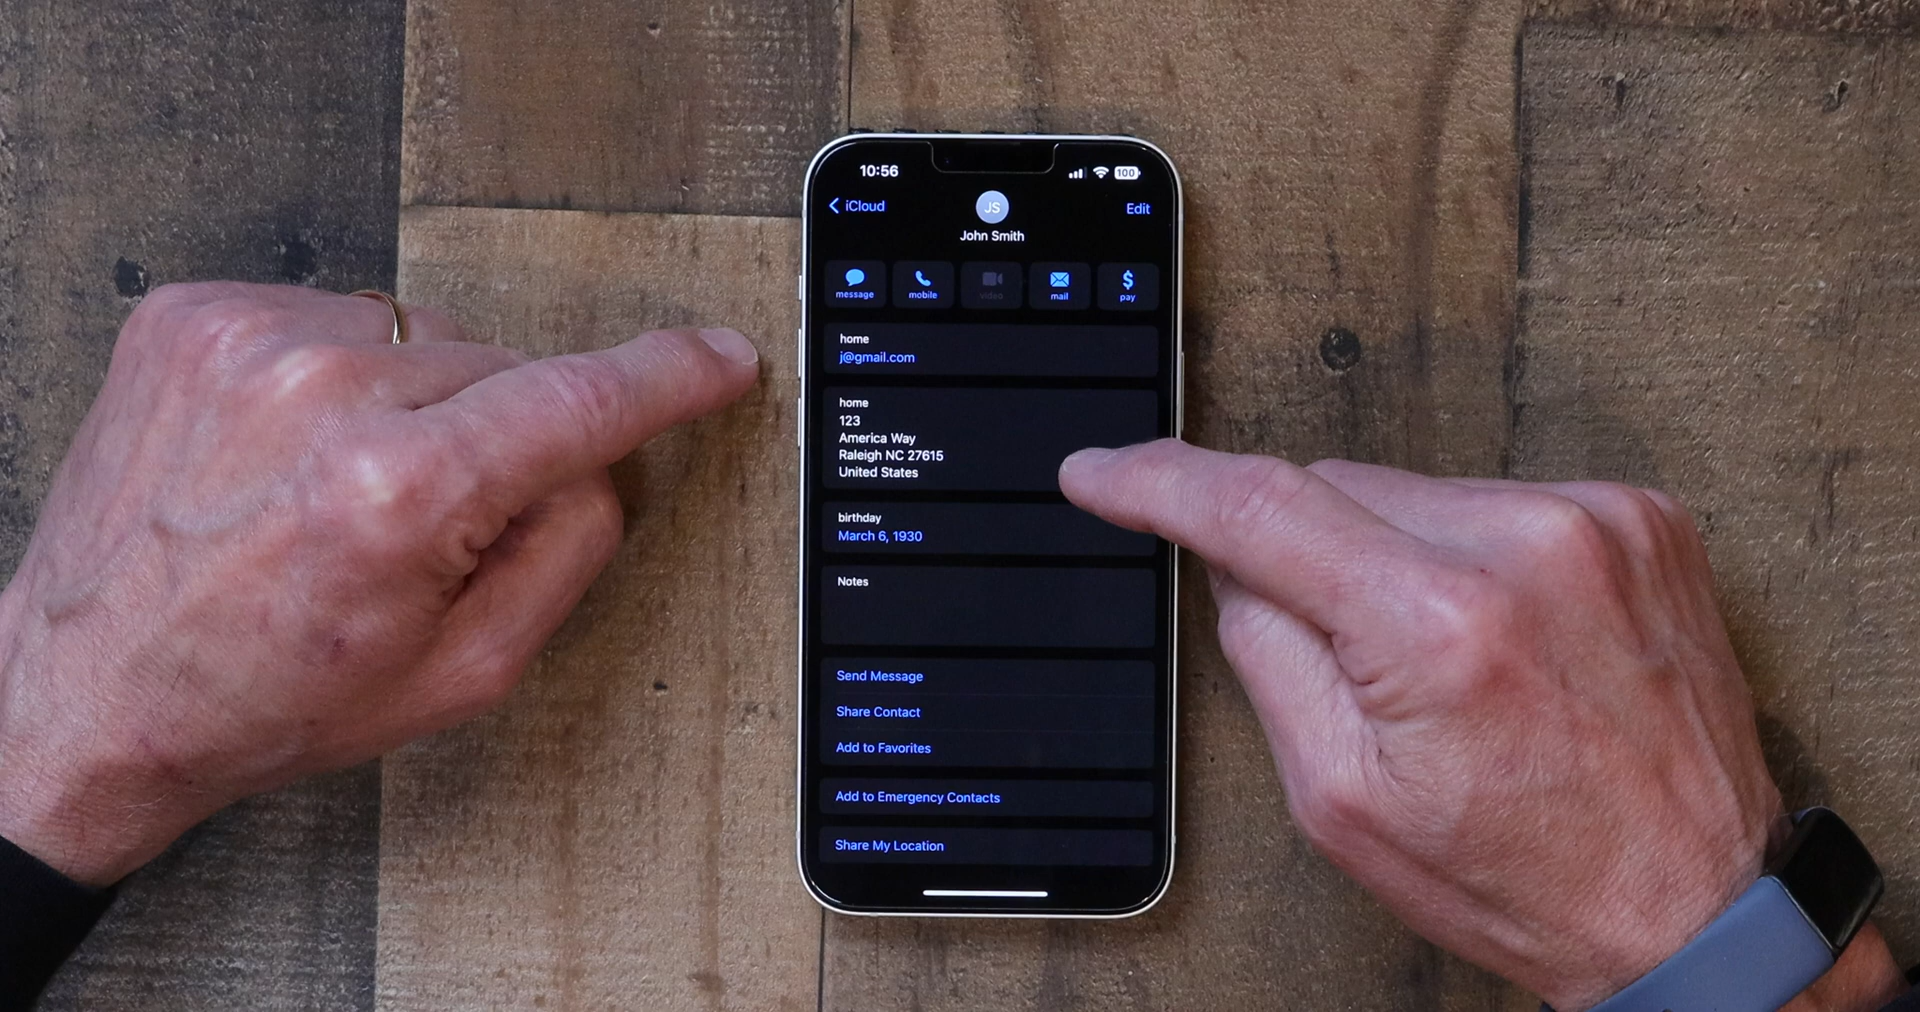 10:56
100
iCloud
JS
Edit
John Smith
message
mobile
video
mail
pay
home
j@gmail.com
home
123
America Way
Raleigh NC 27615
United States
birthday
March 6, 1930
Notes
Send Message
Share Contact
Add to Favorites
Add to Emergency Contacts
Share My Location